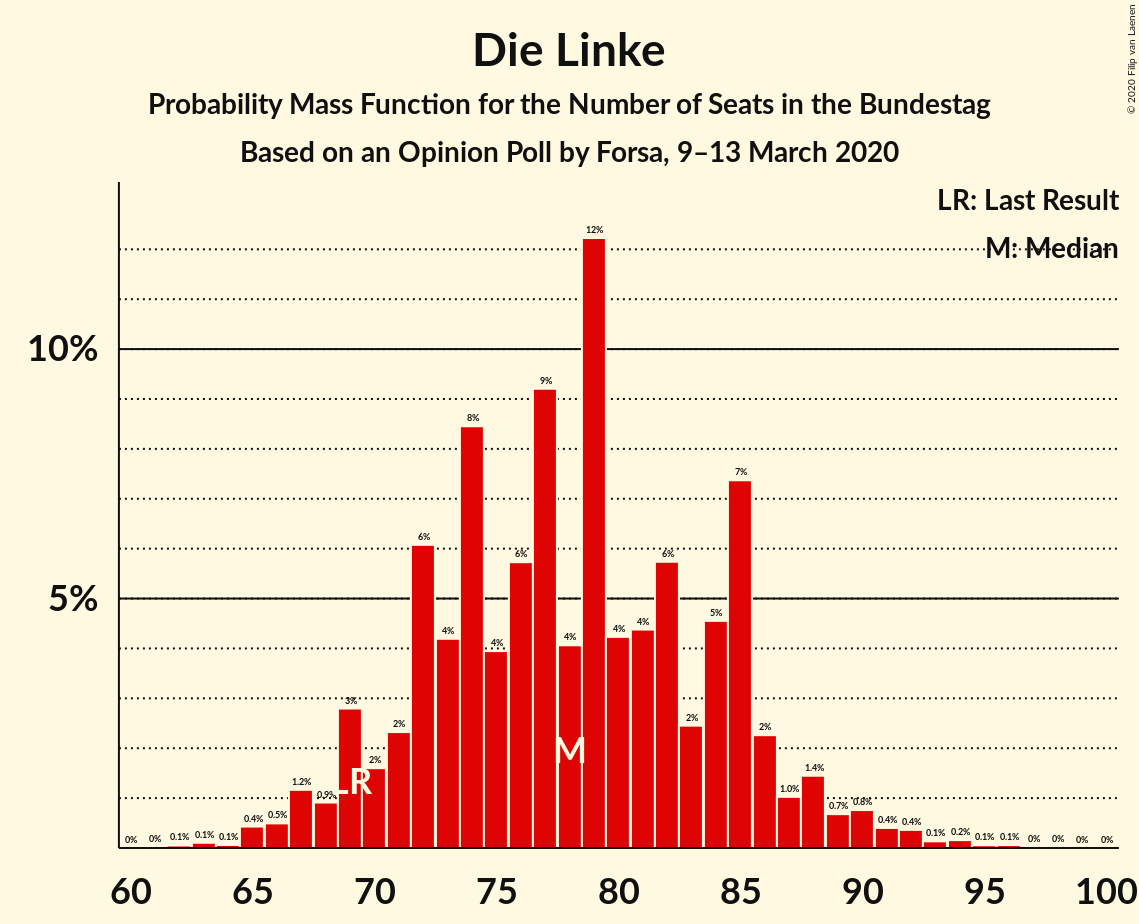 Die Linke
Probability Mass Function for the Number of Seats in the Bundestag
Based on an Opinion Poll by Forsa, 9–13 March 2020
© 2020 Filip van Laenen
LR: Last Result
M: Median
10%
5%
0% 0% 0.1% 0.1% 0.1% 0.4% 0.5% 1.2% 0.9% 3% 2% 2% 6% 4% 8% 4% 6% 9% 4% 12% 4% 4% 6% 2% 5% 7% 2% 1.0% 1.4% 0.7% 0.8% 0.4% 0.4% 0.1% 0.2% 0.1% 0.1% 0% 0% 0% 0%
LR M
60 65 70 75 80 85 90 95 100